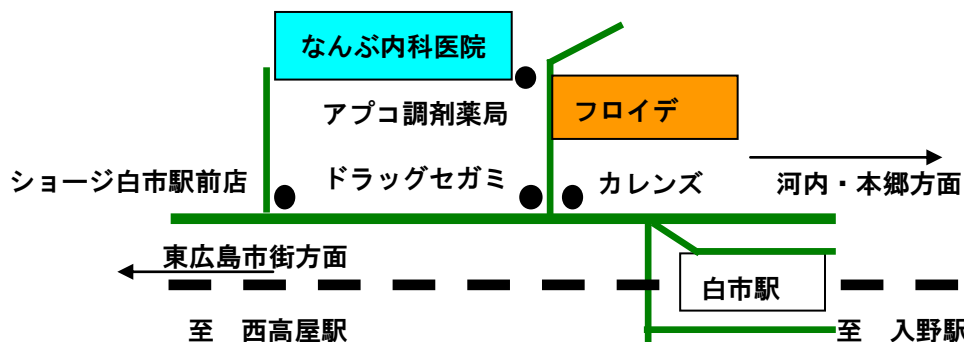 なんぶ内科医院
アプコ調剤薬局
フロイデ
ショージ白市駅前店
ドラッグセガミ
カレンズ
河内・本郷方面
東広島市街方面
白市駅
至 西高屋駅
至 入野駅